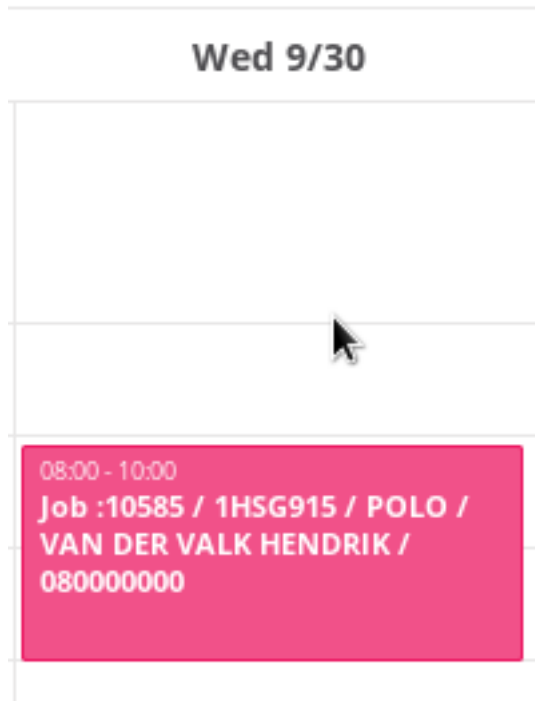 Wed 9/30
08:00 - 10:00
Job :10585 / 1HSG915 / POLO /
VAN DER VALK HENDRIK /
080000000